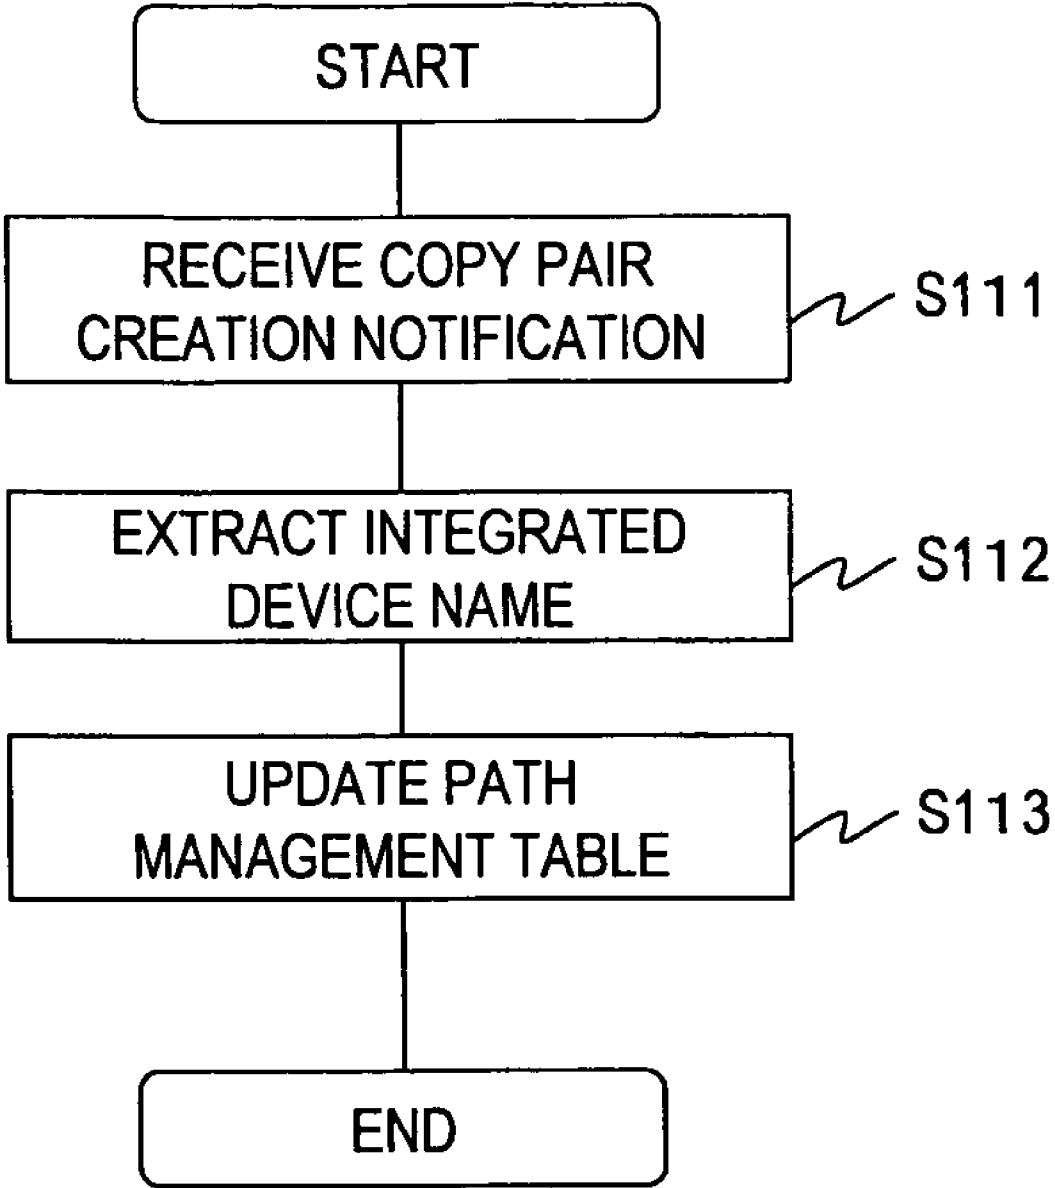 START
RECEIVE COPY PAIR
CREATION NOTIFICATION
S111
EXTRACT INTEGRATED
DEVICE NAME
S112
UPDATE PATH
MANAGEMENT TABLE
S113
END